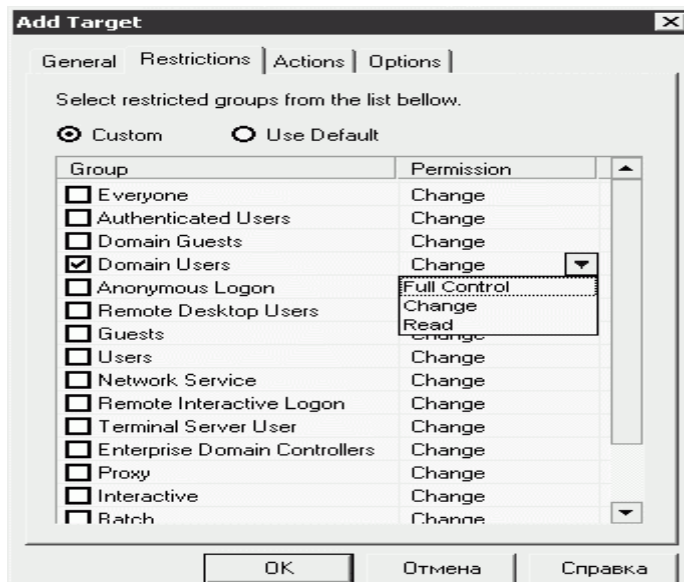 Add Target
General Restrictions Actions Options
Select restricted groups from the list bellow.
Custom Use Default
Group Permission
Everyone Change
Authenticated Users Change
Domain Guests Change
Domain Users Change
Anonymous Logon Full Control
Remote Desktop Users Change
Guests Read
Users Change
Network Service Change
Remote Interactive Logon Change
Terminal Server User Change
Enterprise Domain Controllers Change
Proxy Change
Interactive Change
Batch Change
OK Отмена Справка